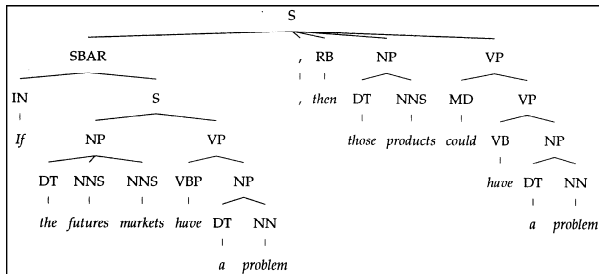 S
SBAR , RB NP VP
IN S , then DT NNS MD VP
If NP VP those products could VB NP
DT NNS NNS VBP NP have DT NN
the futures markets have DT NN a problem
a problem